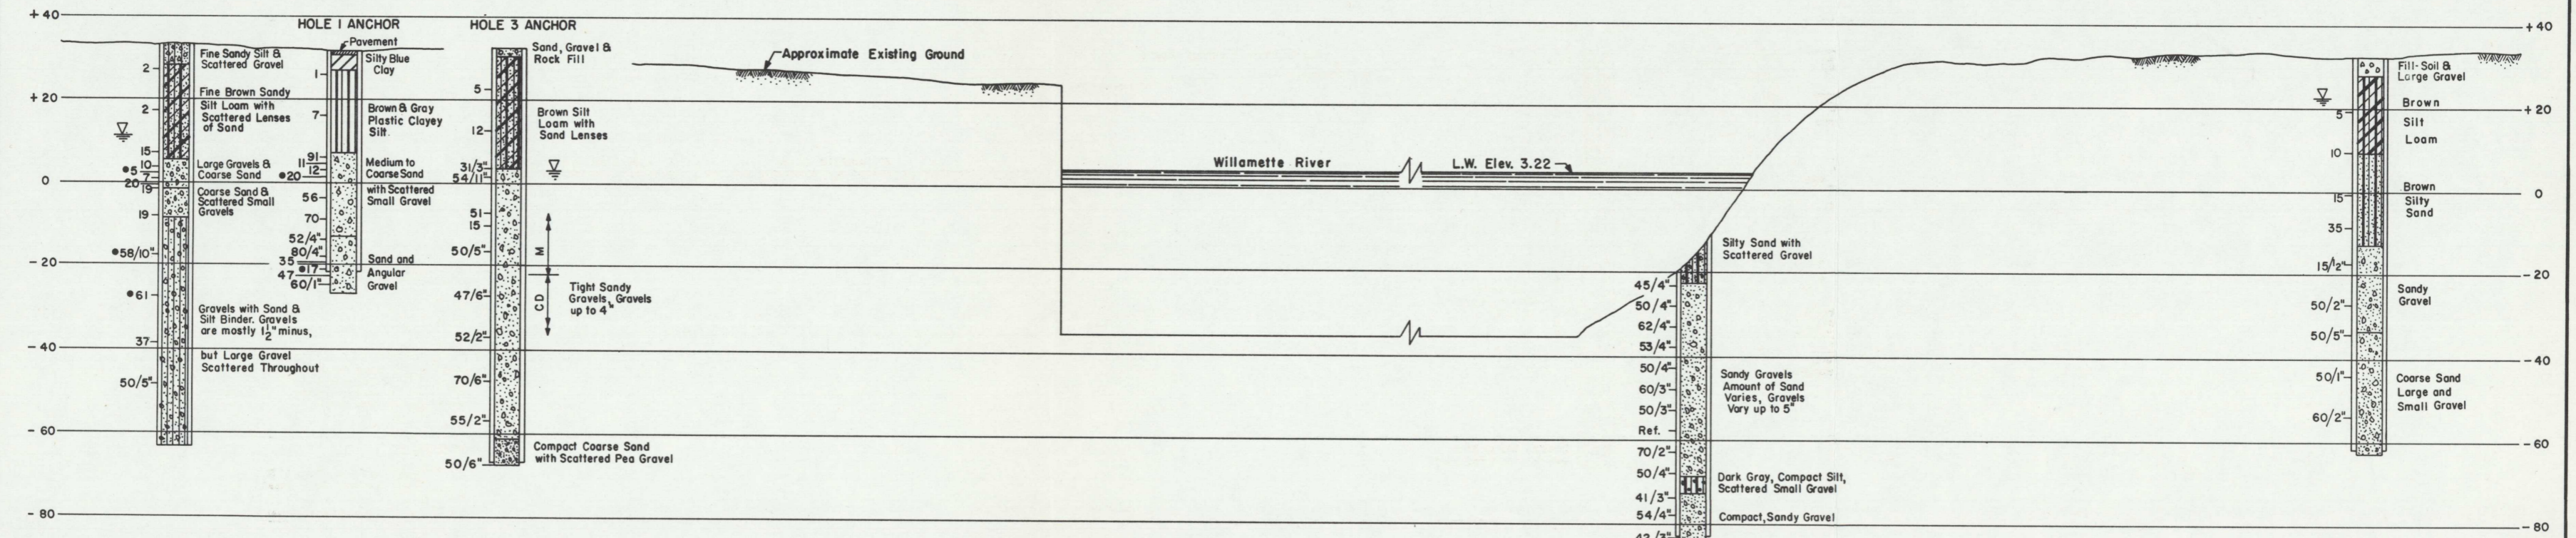 + 40
HOLE 1 ANCHOR
HOLE 3 ANCHOR
+ 40
Fine Sandy Silt &
Scattered Gravel
2
Fine Brown Sandy
Silt Loam with
Scattered Lenses
of Sand
2
15
10
●5
7
20
19
Large Gravels &
Coarse Sand
Coarse Sand &
Scattered Small
Gravels
19
●58/10"
●61
Gravels with Sand &
Silt Binder. Gravels
are mostly 1½" minus,
but Large Gravel
Scattered Throughout
37
50/5"
Pavement
Silty Blue
Clay
1
7
Brown & Gray
Plastic Clayey
Silt.
91
11
12
●20
Medium to
Coarse Sand
with Scattered
Small Gravel
56
70
52/4"
80/4"
35
●17
47
60/1"
Sand and
Angular
Gravel
Sand, Gravel &
Rock Fill
5
12
Brown Silt
Loam with
Sand Lenses
31/3"
54/11"
51
15
50/5"
M
CD
47/6"
52/2"
Tight Sandy
Gravels, Gravels
up to 4"
70/6"
55/2"
50/6"
Compact Coarse Sand
with Scattered Pea Gravel
Approximate Existing Ground
Willamette River
L.W. Elev. 3.22
Silty Sand with
Scattered Gravel
45/4"
50/4"
62/4"
53/4"
50/4"
60/3"
50/3"
Ref.
70/2"
50/4"
41/3"
54/4"
Sandy Gravels
Amount of Sand
Varies, Gravels
Vary up to 5"
Dark Gray, Compact Silt,
Scattered Small Gravel
Compact, Sandy Gravel
Fill-Soil &
Large Gravel
Brown
Silt
Loam
5
10
15
35
Brown
Silty
Sand
15/2"
50/2"
50/5"
Sandy
Gravel
50/1"
60/2"
Coarse Sand
Large and
Small Gravel
+ 20
0
- 20
- 40
- 60
- 80
+ 20
0
- 20
- 40
- 60
- 80